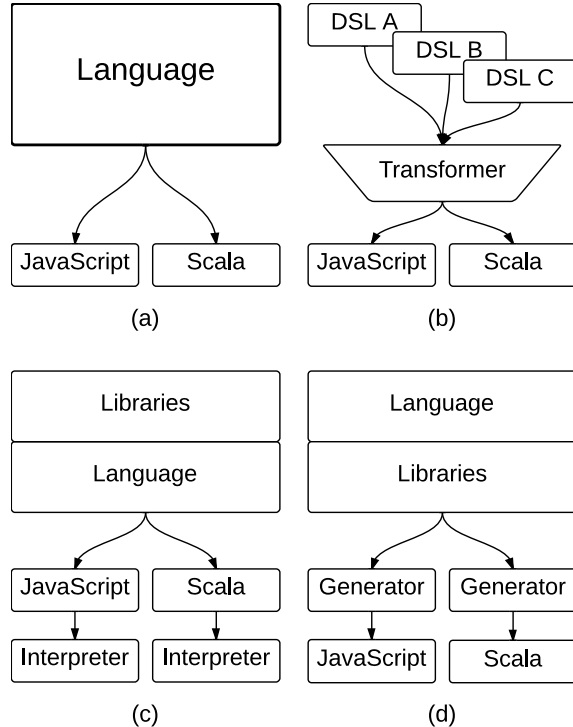 Language
JavaScript
Scala
(a)
DSL A
DSL B
DSL C
Transformer
JavaScript
Scala
(b)
Libraries
Language
JavaScript
Scala
Interpreter
Interpreter
(c)
Language
Libraries
Generator
Generator
JavaScript
Scala
(d)